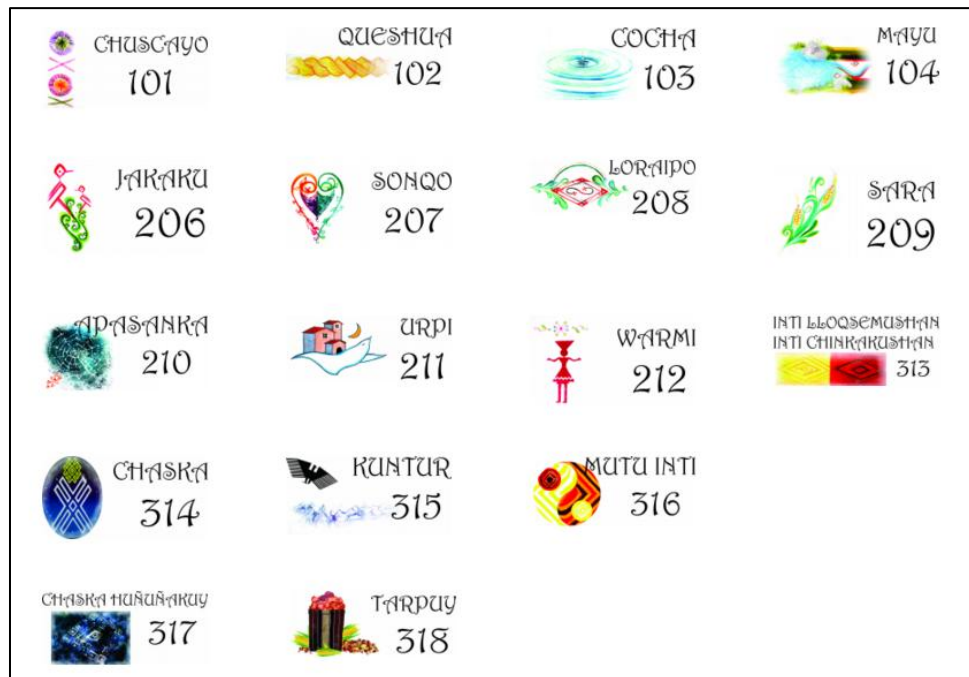 CHUSCAYO
101
QUESHUA
102
COCHA
103
MAYU
104
JAKAKU
206
SONQO
207
LORAIPO
208
SARA
209
APASANKA
210
URPI
211
WARMI
212
INTI LLOQSEMUSHAN
INTI CHINKAKUSHAN
313
CHASKA
314
KUNTUR
315
MUTU INTI
316
CHASKA HUÑUÑAKUY
317
TARPUY
318